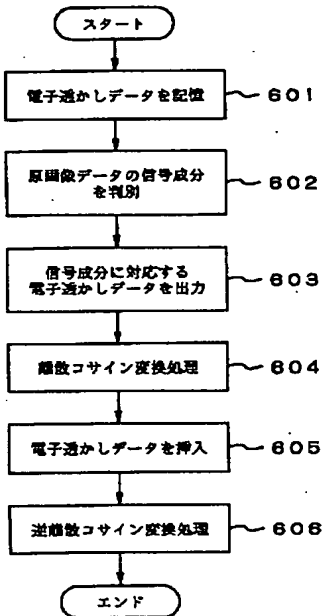 スタート
電子透かしデータを記憶
601
原画像データの信号成分
を判別
602
信号成分に対応する
電子透かしデータを出力
603
離散コサイン変換処理
604
電子透かしデータを挿入
605
逆離散コサイン変換処理
606
エンド